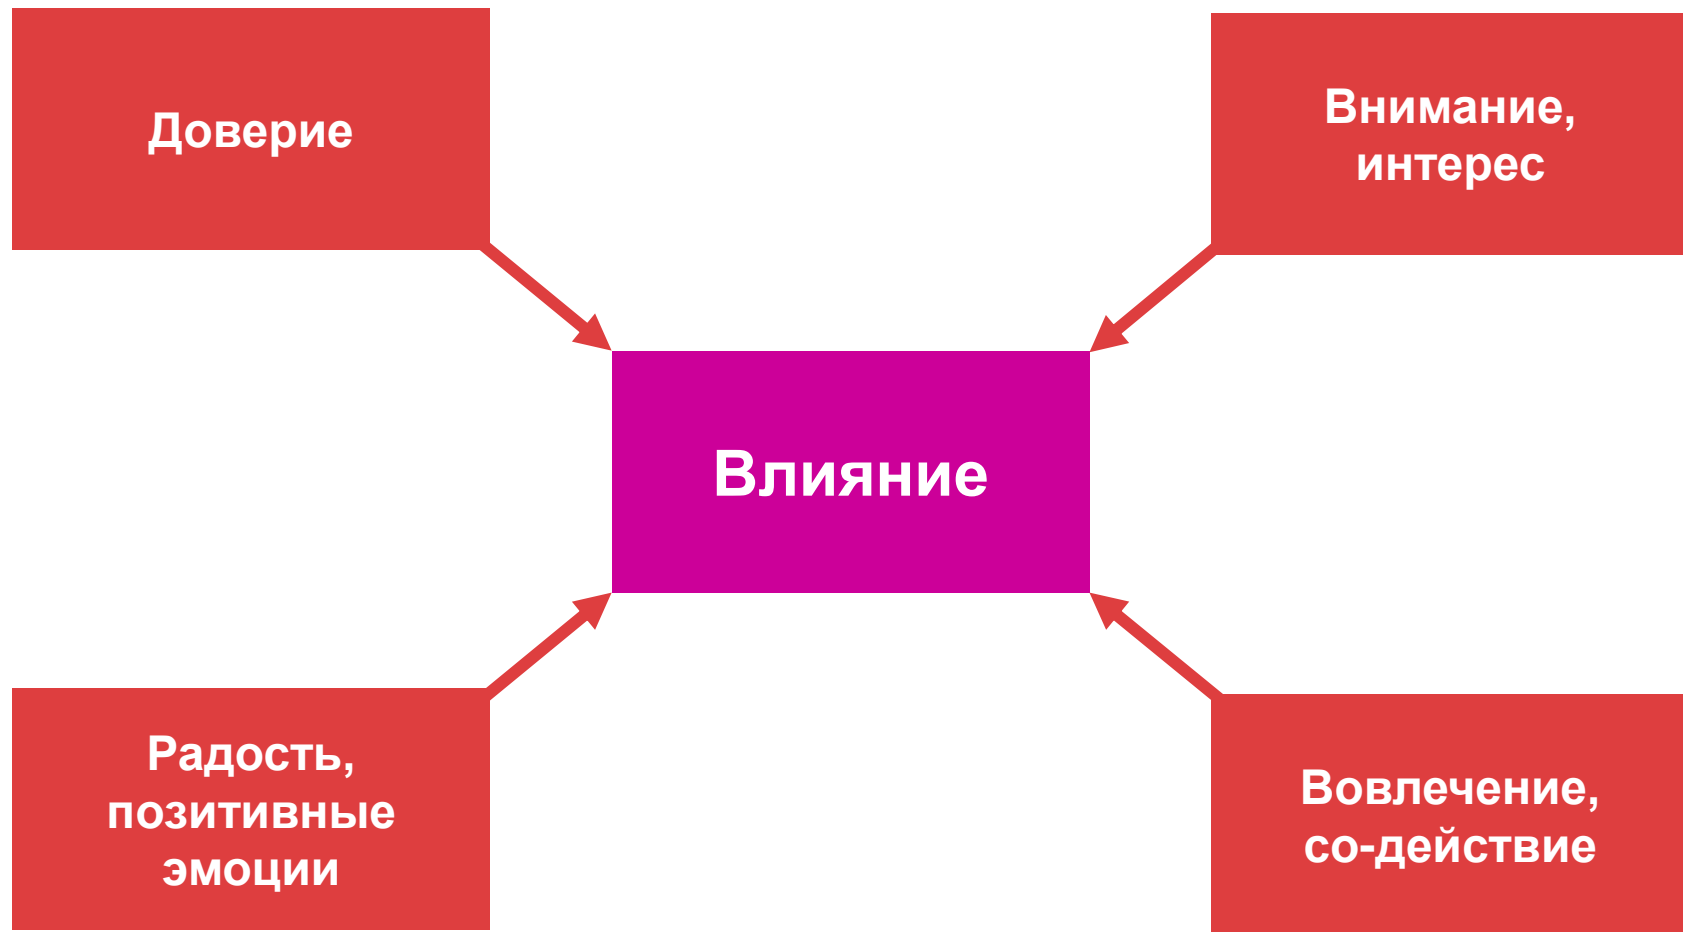 Доверие
Внимание,
интерес
Влияние
Радость,
позитивные
эмоции
Вовлечение,
со-действие